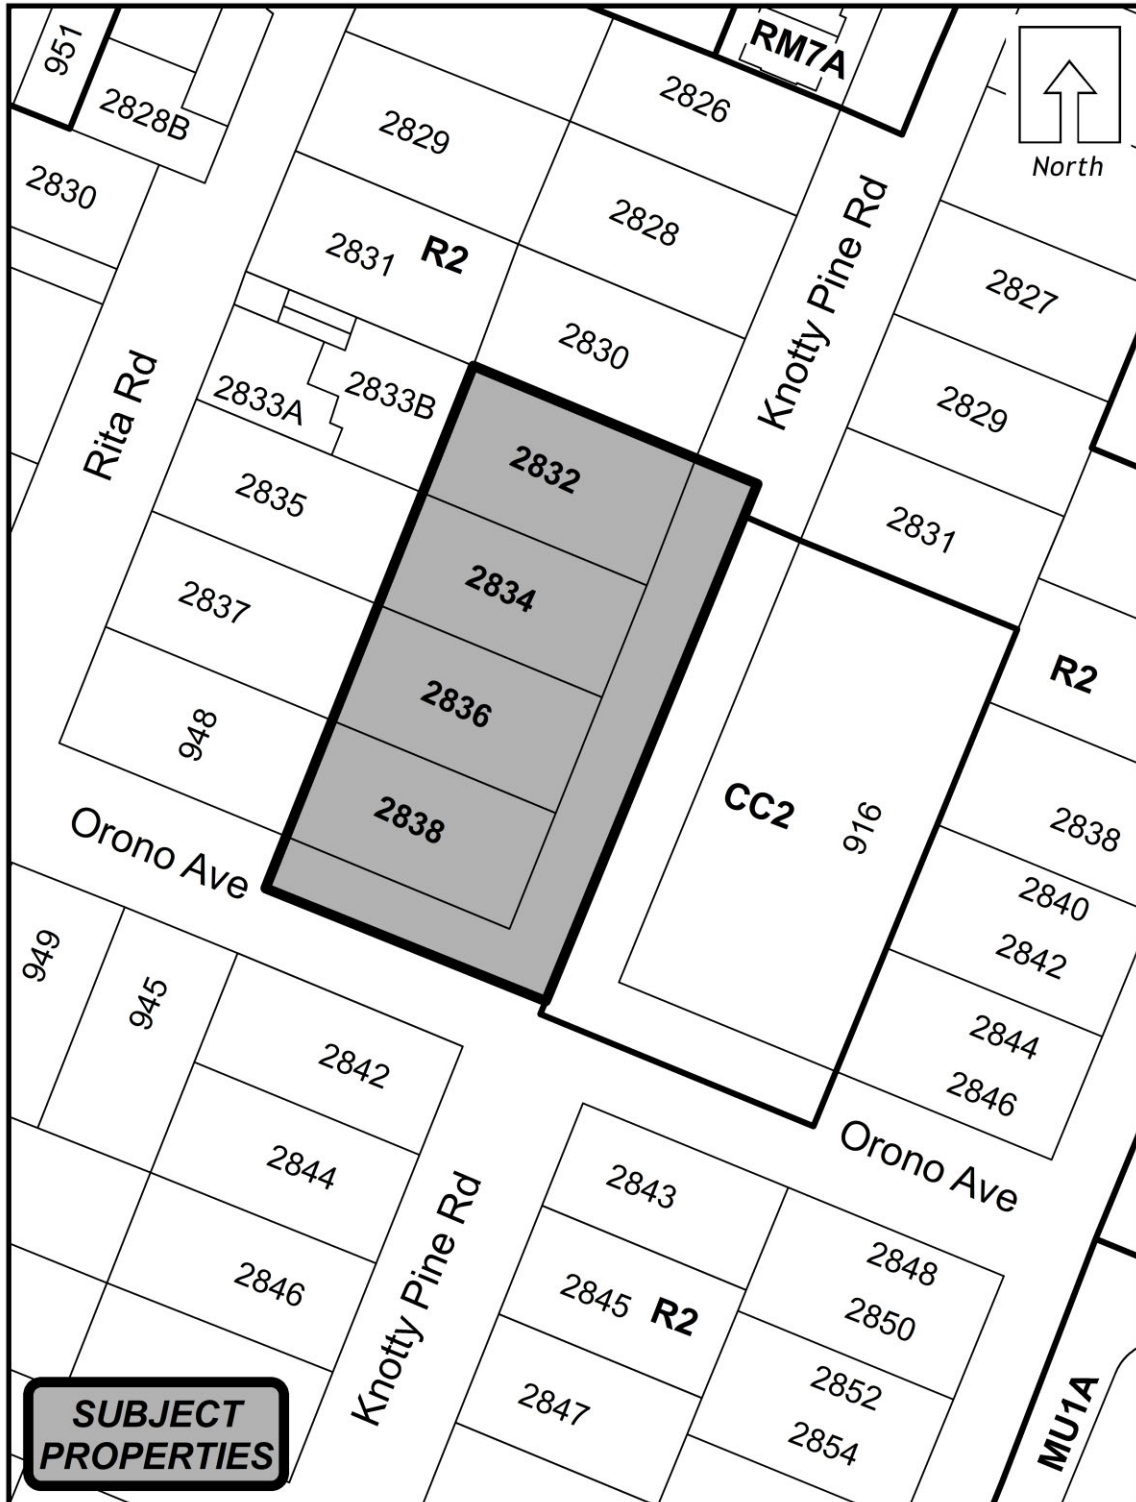 951
2828B
2830
2829
2831
R2
RM7A
2826
2828
2830
North
Knotty Pine Rd
2827
2829
2831
Rita Rd
2833A
2833B
2835
2837
948
2832
2834
2836
2838
CC2
916
R2
2838
2840
2842
2844
2846
Orono Ave
949
945
2842
2844
2846
Knotty Pine Rd
Orono Ave
2843
2845
R2
2847
2848
2850
2852
2854
MU1A
SUBJECT
PROPERTIES